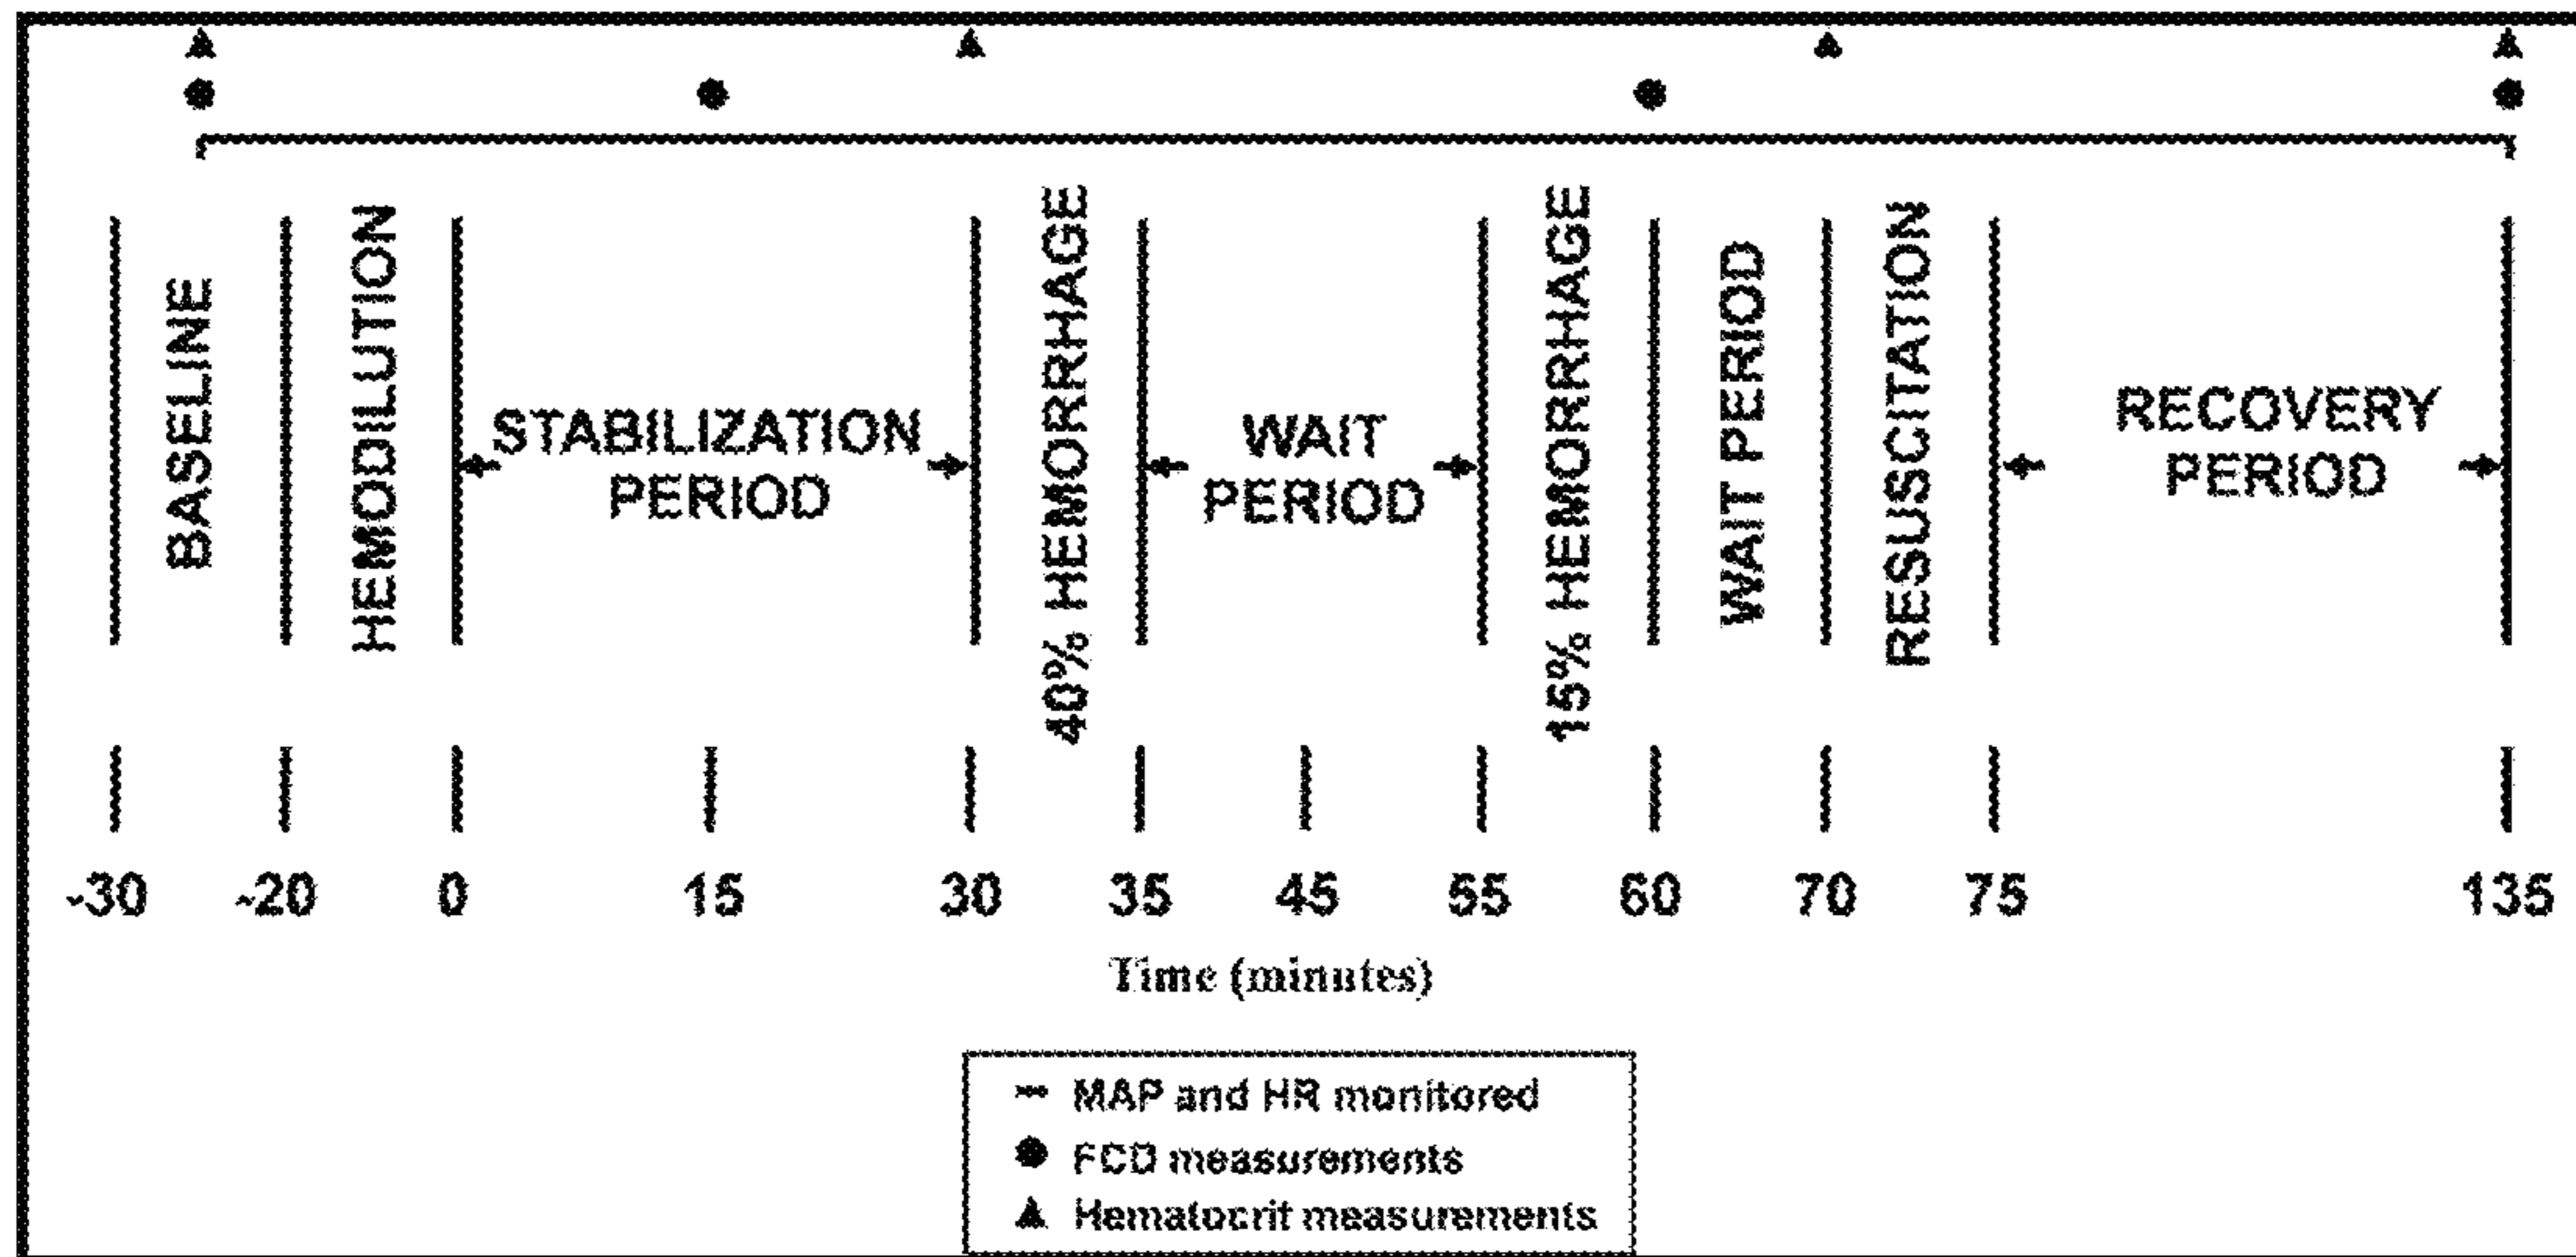 BASELINE
HEMODILUTION
STABILIZATION
PERIOD
40% HEMORRHAGE
WAIT
PERIOD
15% HEMORRHAGE
WAIT PERIOD
RESUSCITATION
RECOVERY
PERIOD
-30 -20 0 15 30 35 45 55 60 70 75 135
Time (minutes)
MAP and HR monitored
FCD measurements
Hematocrit measurements